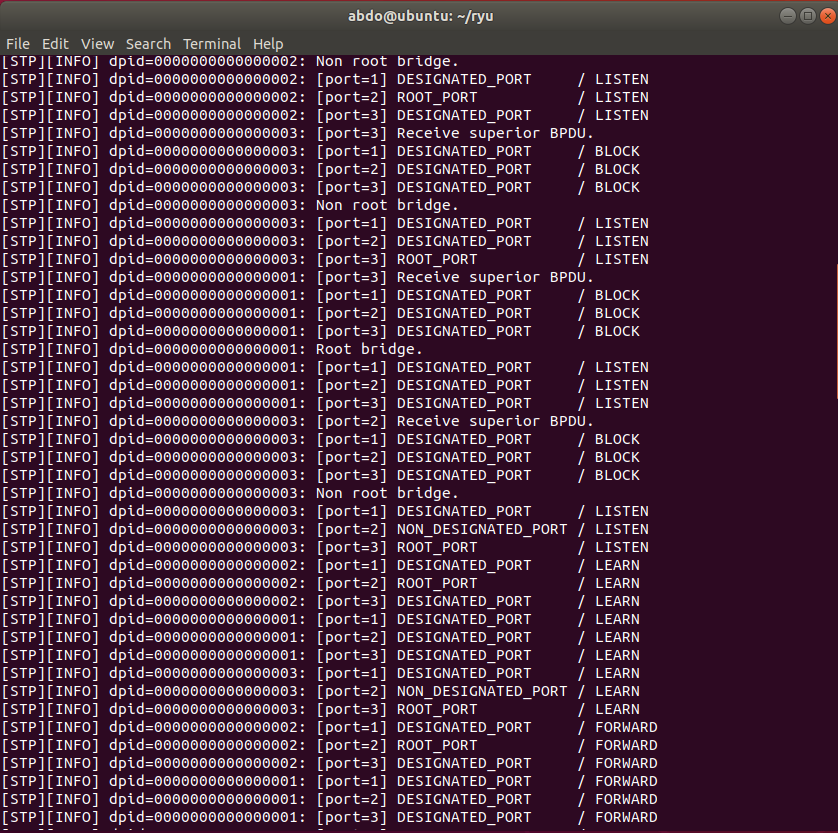 abdo@ubuntu: ~/ryu
File Edit View Search Terminal Help
[STP][INFO] dpid=0000000000000002: Non root bridge.
[STP][INFO] dpid=0000000000000002: [port=1] DESIGNATED_PORT     / LISTEN
[STP][INFO] dpid=0000000000000002: [port=2] ROOT_PORT           / LISTEN
[STP][INFO] dpid=0000000000000002: [port=3] DESIGNATED_PORT     / LISTEN
[STP][INFO] dpid=0000000000000003: [port=3] Receive superior BPDU.
[STP][INFO] dpid=0000000000000003: [port=1] DESIGNATED_PORT     / BLOCK
[STP][INFO] dpid=0000000000000003: [port=2] DESIGNATED_PORT     / BLOCK
[STP][INFO] dpid=0000000000000003: [port=3] DESIGNATED_PORT     / BLOCK
[STP][INFO] dpid=0000000000000003: Non root bridge.
[STP][INFO] dpid=0000000000000003: [port=1] DESIGNATED_PORT     / LISTEN
[STP][INFO] dpid=0000000000000003: [port=2] DESIGNATED_PORT     / LISTEN
[STP][INFO] dpid=0000000000000003: [port=3] ROOT_PORT           / LISTEN
[STP][INFO] dpid=0000000000000001: [port=3] Receive superior BPDU.
[STP][INFO] dpid=0000000000000001: [port=1] DESIGNATED_PORT     / BLOCK
[STP][INFO] dpid=0000000000000001: [port=2] DESIGNATED_PORT     / BLOCK
[STP][INFO] dpid=0000000000000001: [port=3] DESIGNATED_PORT     / BLOCK
[STP][INFO] dpid=0000000000000001: Root bridge.
[STP][INFO] dpid=0000000000000001: [port=1] DESIGNATED_PORT     / LISTEN
[STP][INFO] dpid=0000000000000001: [port=2] DESIGNATED_PORT     / LISTEN
[STP][INFO] dpid=0000000000000001: [port=3] DESIGNATED_PORT     / LISTEN
[STP][INFO] dpid=0000000000000003: [port=2] Receive superior BPDU.
[STP][INFO] dpid=0000000000000003: [port=1] DESIGNATED_PORT     / BLOCK
[STP][INFO] dpid=0000000000000003: [port=2] DESIGNATED_PORT     / BLOCK
[STP][INFO] dpid=0000000000000003: [port=3] DESIGNATED_PORT     / BLOCK
[STP][INFO] dpid=0000000000000003: Non root bridge.
[STP][INFO] dpid=0000000000000003: [port=1] DESIGNATED_PORT     / LISTEN
[STP][INFO] dpid=0000000000000003: [port=2] NON_DESIGNATED_PORT / LISTEN
[STP][INFO] dpid=0000000000000003: [port=3] ROOT_PORT           / LISTEN
[STP][INFO] dpid=0000000000000002: [port=1] DESIGNATED_PORT     / LEARN
[STP][INFO] dpid=0000000000000002: [port=2] ROOT_PORT           / LEARN
[STP][INFO] dpid=0000000000000002: [port=3] DESIGNATED_PORT     / LEARN
[STP][INFO] dpid=0000000000000001: [port=1] DESIGNATED_PORT     / LEARN
[STP][INFO] dpid=0000000000000001: [port=2] DESIGNATED_PORT     / LEARN
[STP][INFO] dpid=0000000000000001: [port=3] DESIGNATED_PORT     / LEARN
[STP][INFO] dpid=0000000000000003: [port=1] DESIGNATED_PORT     / LEARN
[STP][INFO] dpid=0000000000000003: [port=2] NON_DESIGNATED_PORT / LEARN
[STP][INFO] dpid=0000000000000003: [port=3] ROOT_PORT           / LEARN
[STP][INFO] dpid=0000000000000002: [port=1] DESIGNATED_PORT     / FORWARD
[STP][INFO] dpid=0000000000000002: [port=2] ROOT_PORT           / FORWARD
[STP][INFO] dpid=0000000000000002: [port=3] DESIGNATED_PORT     / FORWARD
[STP][INFO] dpid=0000000000000001: [port=1] DESIGNATED_PORT     / FORWARD
[STP][INFO] dpid=0000000000000001: [port=2] DESIGNATED_PORT     / FORWARD
[STP][INFO] dpid=0000000000000001: [port=3] DESIGNATED_PORT     / FORWARD